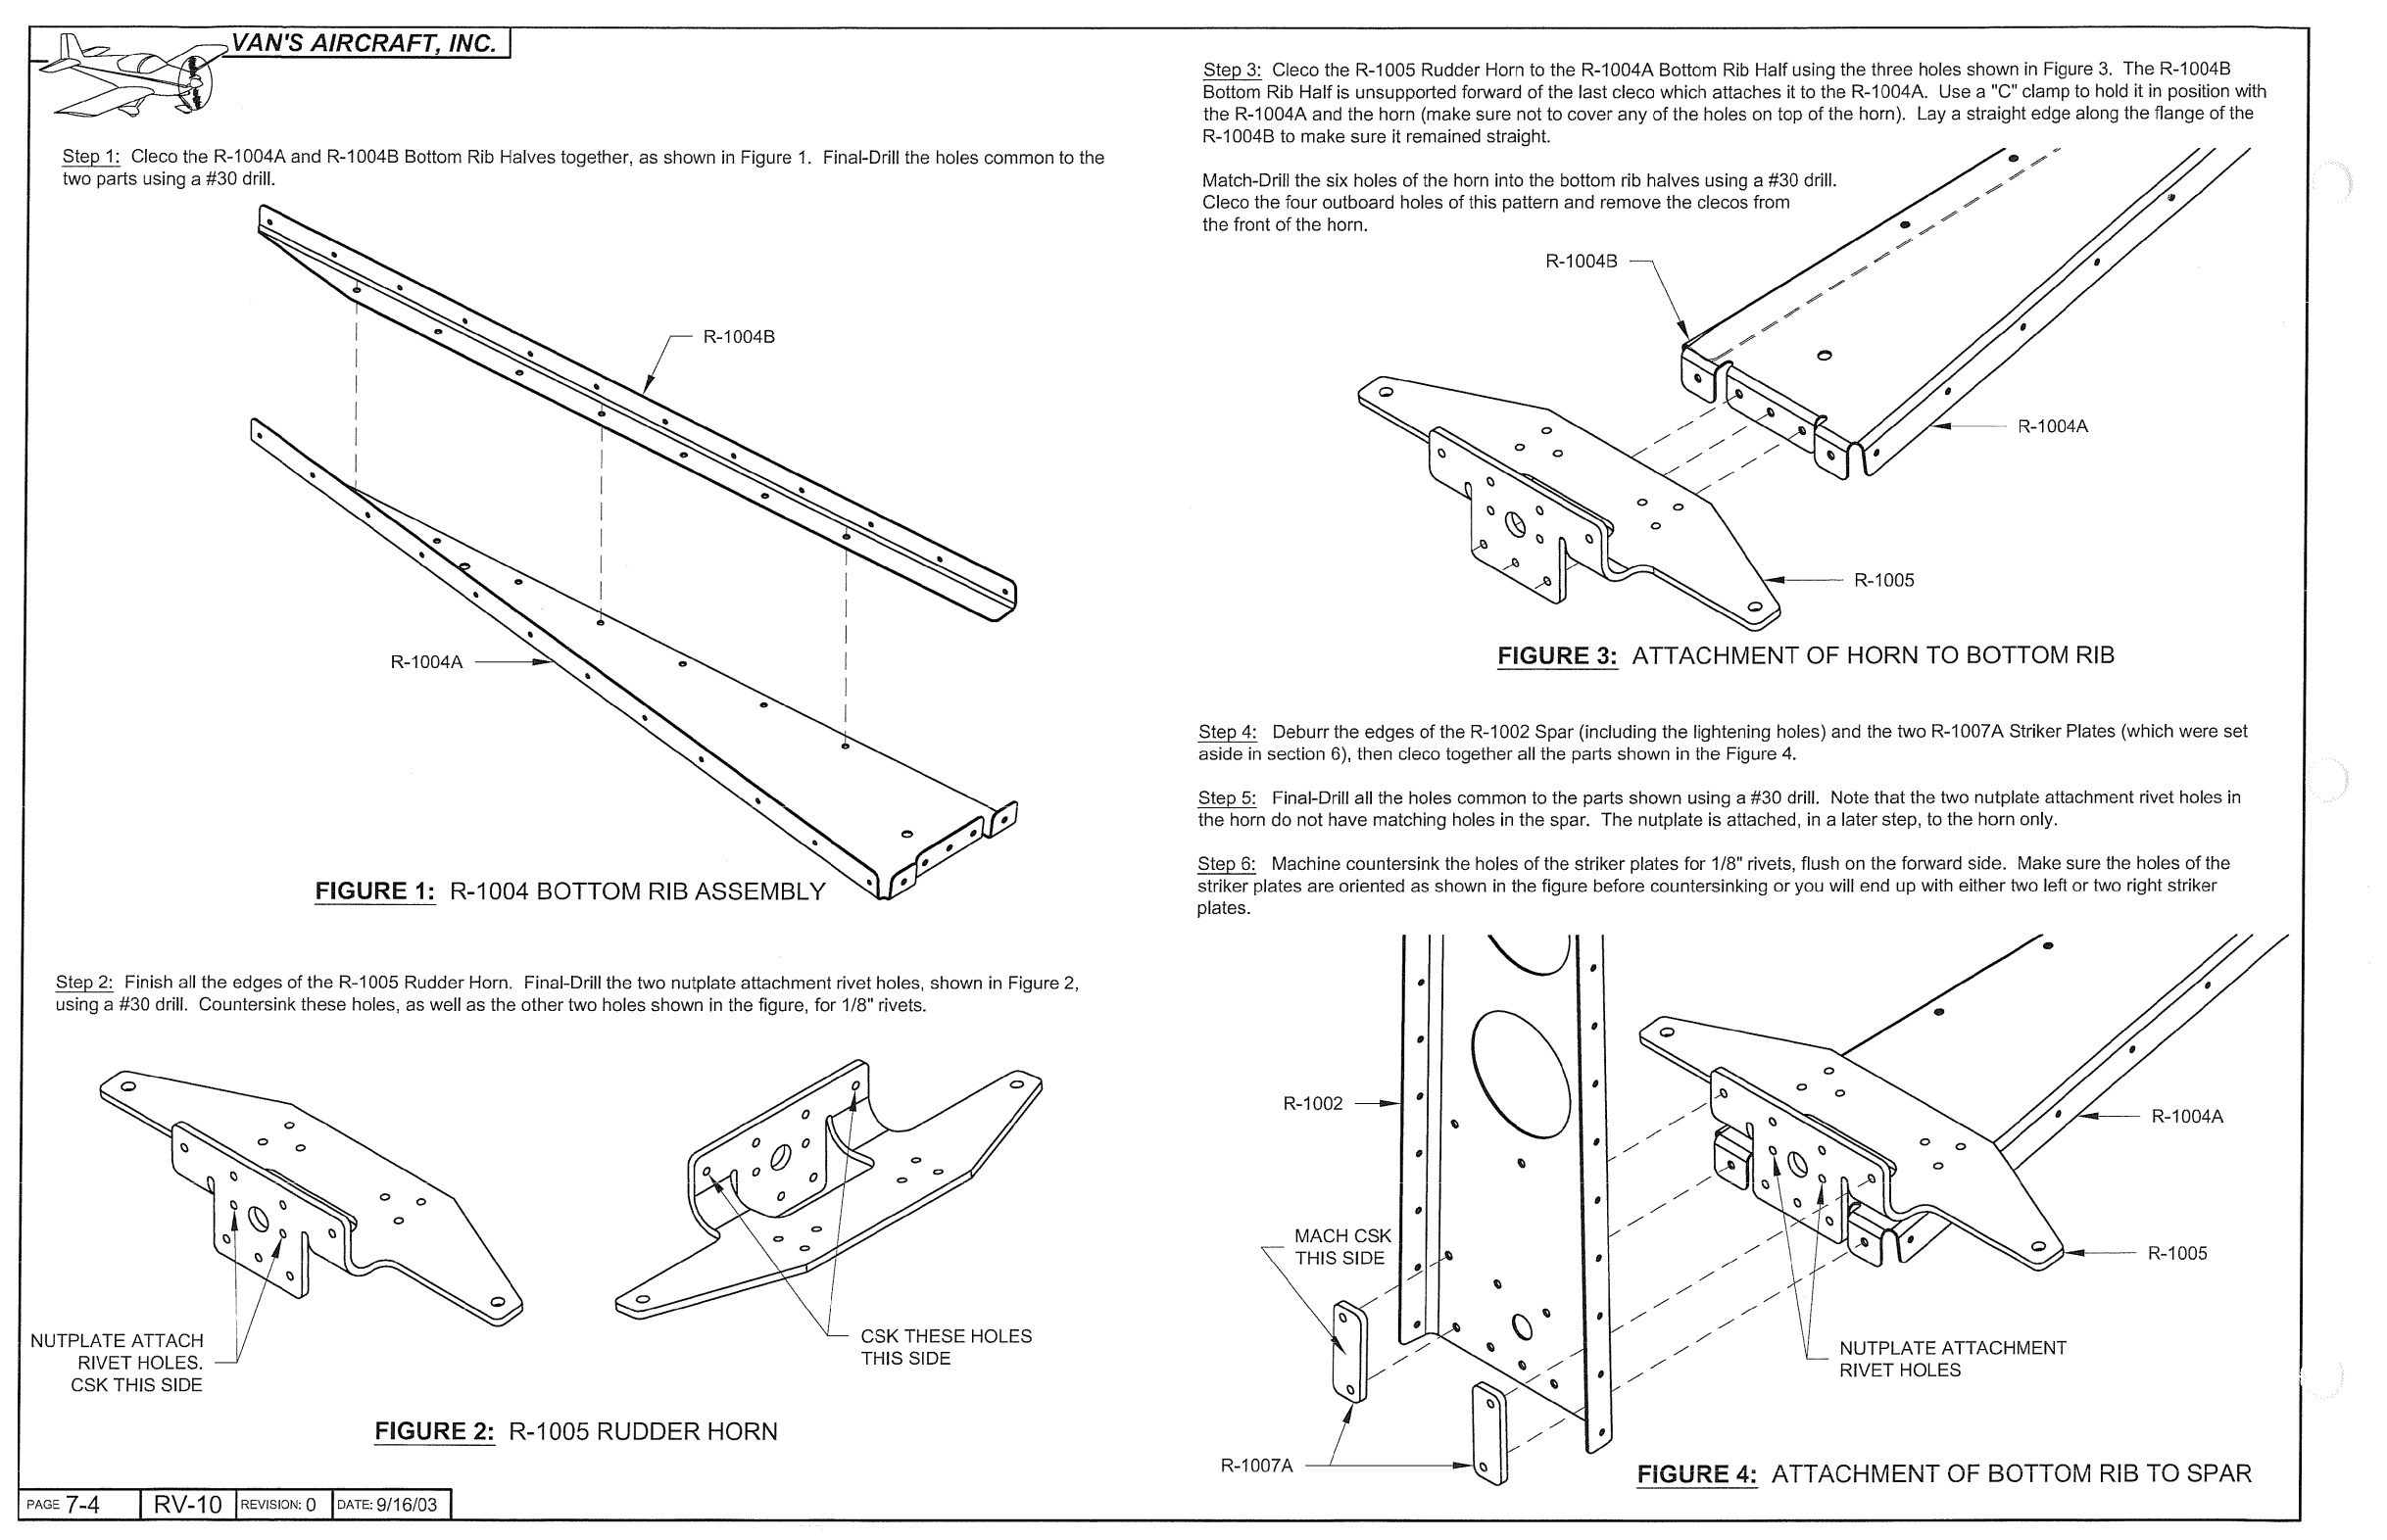 VAN'S AIRCRAFT, INC.
Step 1: Cleco the R-1004A and R-1004B Bottom Rib Halves together, as shown in Figure 1. Final-Drill the holes common to the
two parts using a #30 drill.
R-1004B
R-1004A
FIGURE 1: R-1004 BOTTOM RIB ASSEMBLY
Step 2: Finish all the edges of the R-1005 Rudder Horn. Final-Drill the two nutplate attachment rivet holes, shown in Figure 2,
using a #30 drill. Countersink these holes, as well as the other two holes shown in the figure, for 1/8" rivets.
NUTPLATE ATTACH
RIVET HOLES.
CSK THIS SIDE
CSK THESE HOLES
THIS SIDE
FIGURE 2: R-1005 RUDDER HORN
Step 3: Cleco the R-1005 Rudder Horn to the R-1004A Bottom Rib Half using the three holes shown in Figure 3. The R-1004B
Bottom Rib Half is unsupported forward of the last cleco which attaches it to the R-1004A. Use a "C" clamp to hold it in position with
the R-1004A and the horn (make sure not to cover any of the holes on top of the horn). Lay a straight edge along the flange of the
R-1004B to make sure it remained straight.
Match-Drill the six holes of the horn into the bottom rib halves using a #30 drill.
Cleco the four outboard holes of this pattern and remove the clecos from
the front of the horn.
R-1004B
R-1004A
R-1005
FIGURE 3: ATTACHMENT OF HORN TO BOTTOM RIB
Step 4: Deburr the edges of the R-1002 Spar (including the lightening holes) and the two R-1007A Striker Plates (which were set
aside in section 6), then cleco together all the parts shown in the Figure 4.
Step 5: Final-Drill all the holes common to the parts shown using a #30 drill. Note that the two nutplate attachment rivet holes in
the horn do not have matching holes in the spar. The nutplate is attached, in a later step, to the horn only.
Step 6: Machine countersink the holes of the striker plates for 1/8" rivets, flush on the forward side. Make sure the holes of the
striker plates are oriented as shown in the figure before countersinking or you will end up with either two left or two right striker
plates.
R-1002
R-1004A
MACH CSK
THIS SIDE
R-1005
NUTPLATE ATTACHMENT
RIVET HOLES
R-1007A
FIGURE 4: ATTACHMENT OF BOTTOM RIB TO SPAR
PAGE 7-4 RV-10 REVISION: 0 DATE: 9/16/03